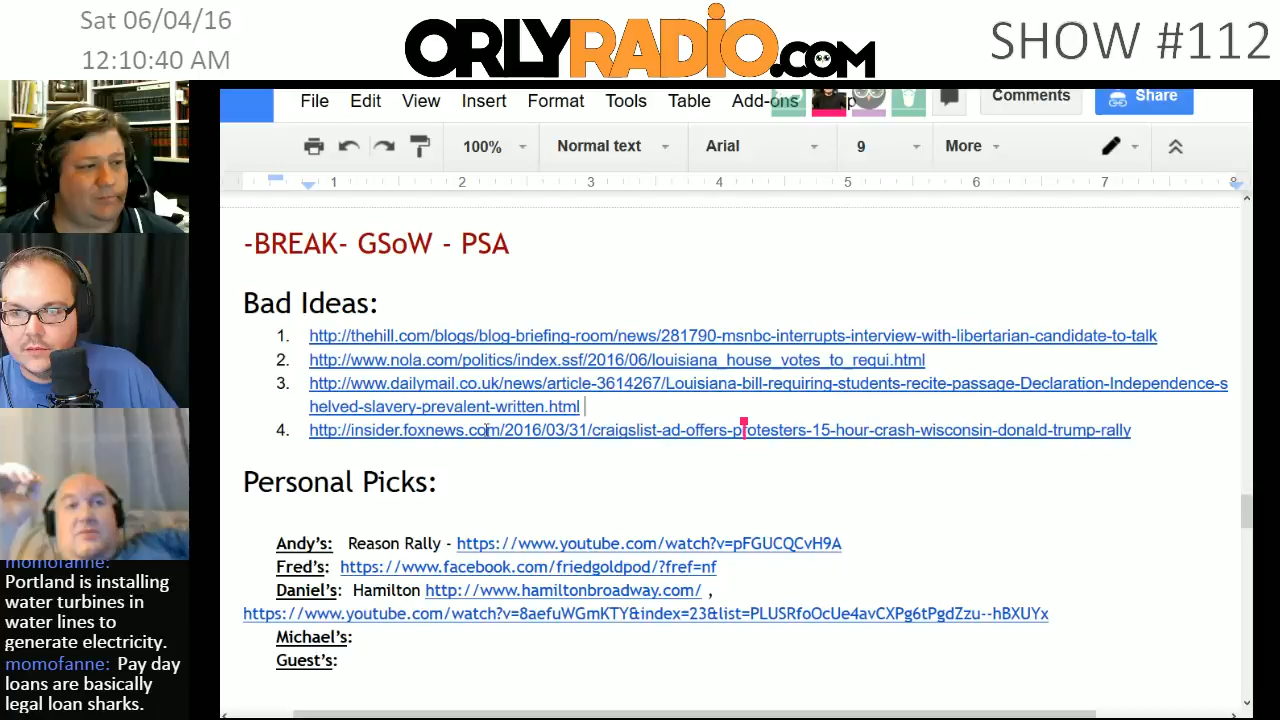 Sat 06/04/16
12:10:40 AM
ORLYRADIO.COM
SHOW #112
File Edit View Insert Format Tools Table Add-ons
Comments
Share
100% Normal text Arial 9 More
1 2 3 4 5 6 7 8
-BREAK- GSoW - PSA
Bad Ideas:
1. http://thehill.com/blogs/blog-briefing-room/news/281790-msnbc-interrupts-interview-with-libertarian-candidate-to-talk
2. http://www.nola.com/politics/index.ssf/2016/06/louisiana_house_votes_to_requi.html
3. http://www.dailymail.co.uk/news/article-3614267/Louisiana-bill-requiring-students-recite-passage-Declaration-Independence-s
helved-slavery-prevalent-written.html
4. http://insider.foxnews.com/2016/03/31/craigslist-ad-offers-protesters-15-hour-crash-wisconsin-donald-trump-rally
Personal Picks:
Andy's: Reason Rally - https://www.youtube.com/watch?v=pFGUCQCvH9A
Fred's: https://www.facebook.com/friedgoldpod/?fref=nf
Daniel's: Hamilton http://www.hamiltonbroadway.com/ ,
https://www.youtube.com/watch?v=8aefuWGmKTY&index=23&list=PLUSRfoOcUe4avCXPg6tPgdZzu--hBXUYx
Michael's:
Guest's:
momofanne:
Portland is installing
water turbines in
water lines to
generate electricity.
momofanne: Pay day
loans are basically
legal loan sharks.